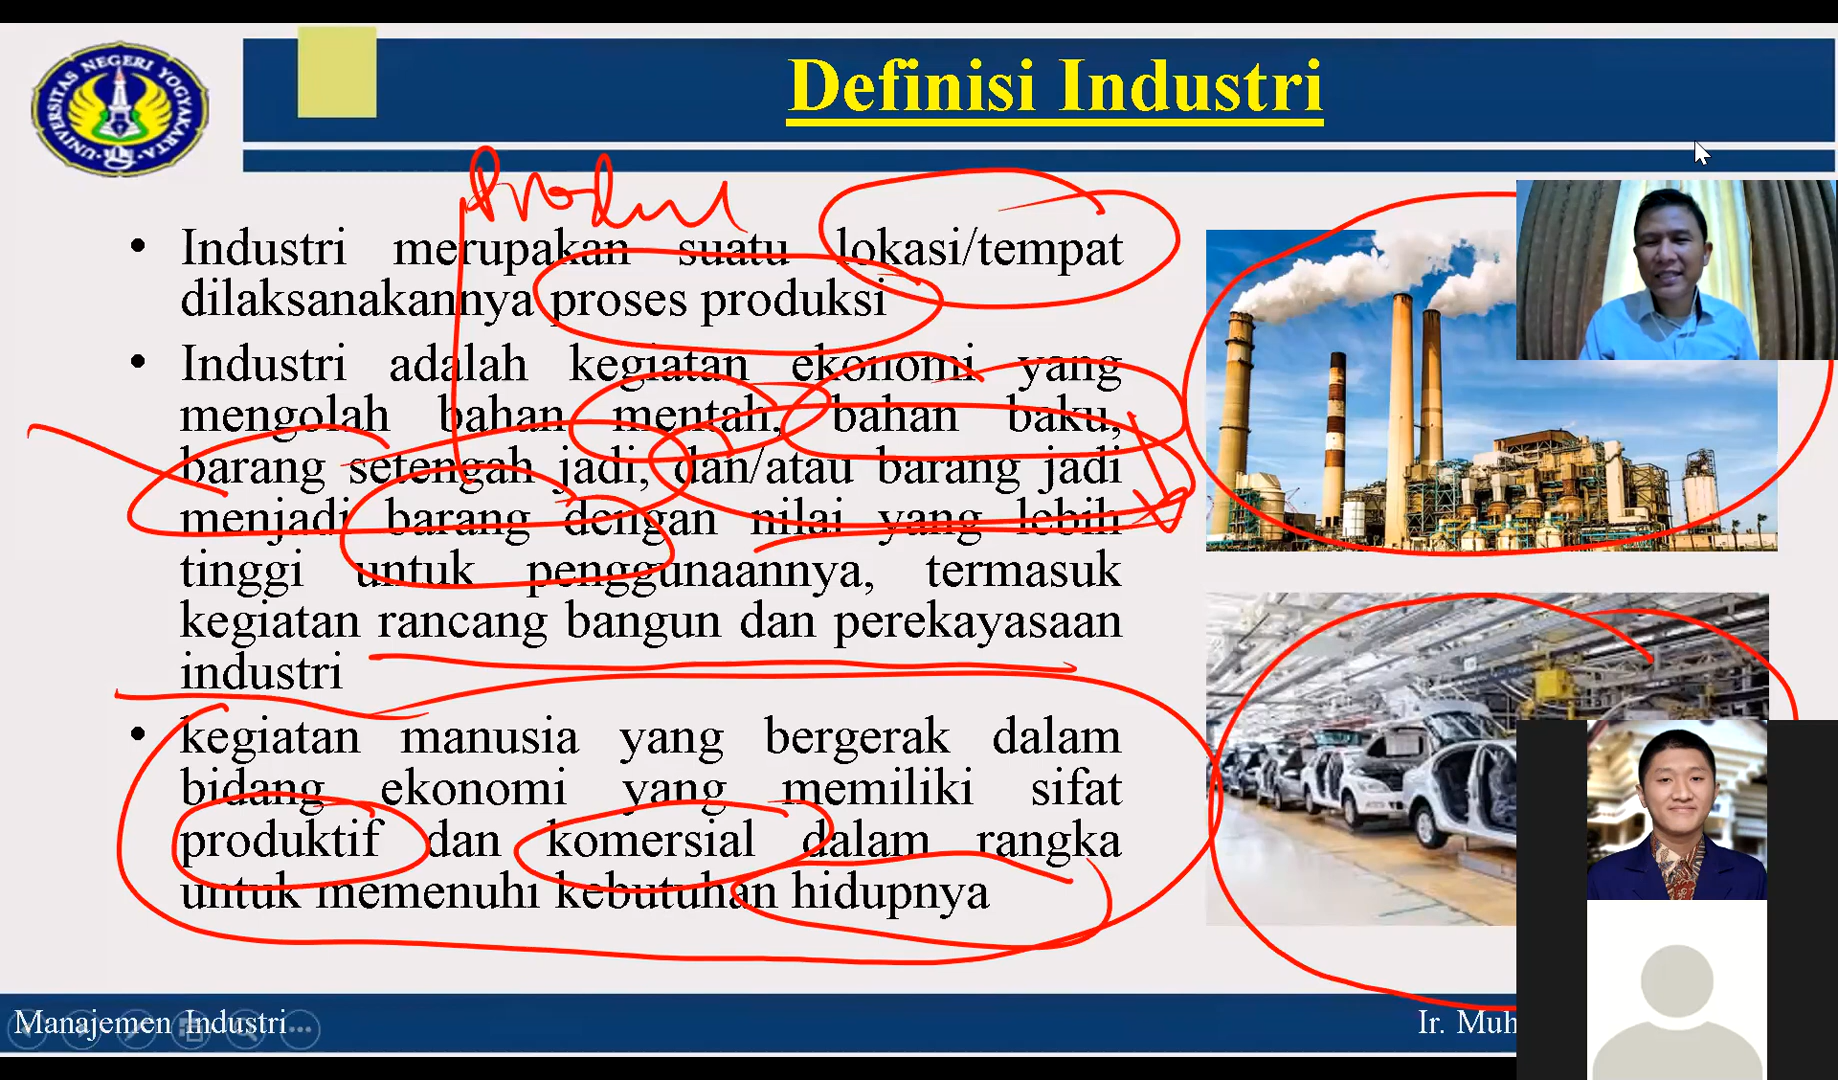 UNIVERSITAS NEGERI YOGYAKARTA
Definisi Industri
Produk
• Industri merupakan suatu lokasi/tempat
dilaksanakannya proses produksi
• Industri adalah kegiatan ekonomi yang
mengolah bahan mentah, bahan baku,
barang setengah jadi, dan/atau barang jadi
menjadi barang dengan nilai yang lebih
tinggi untuk penggunaannya, termasuk
kegiatan rancang bangun dan perekayasaan
industri
• kegiatan manusia yang bergerak dalam
bidang ekonomi yang memiliki sifat
produktif dan komersial dalam rangka
untuk memenuhi kebutuhan hidupnya
Manajemen Industri
Ir. Muh